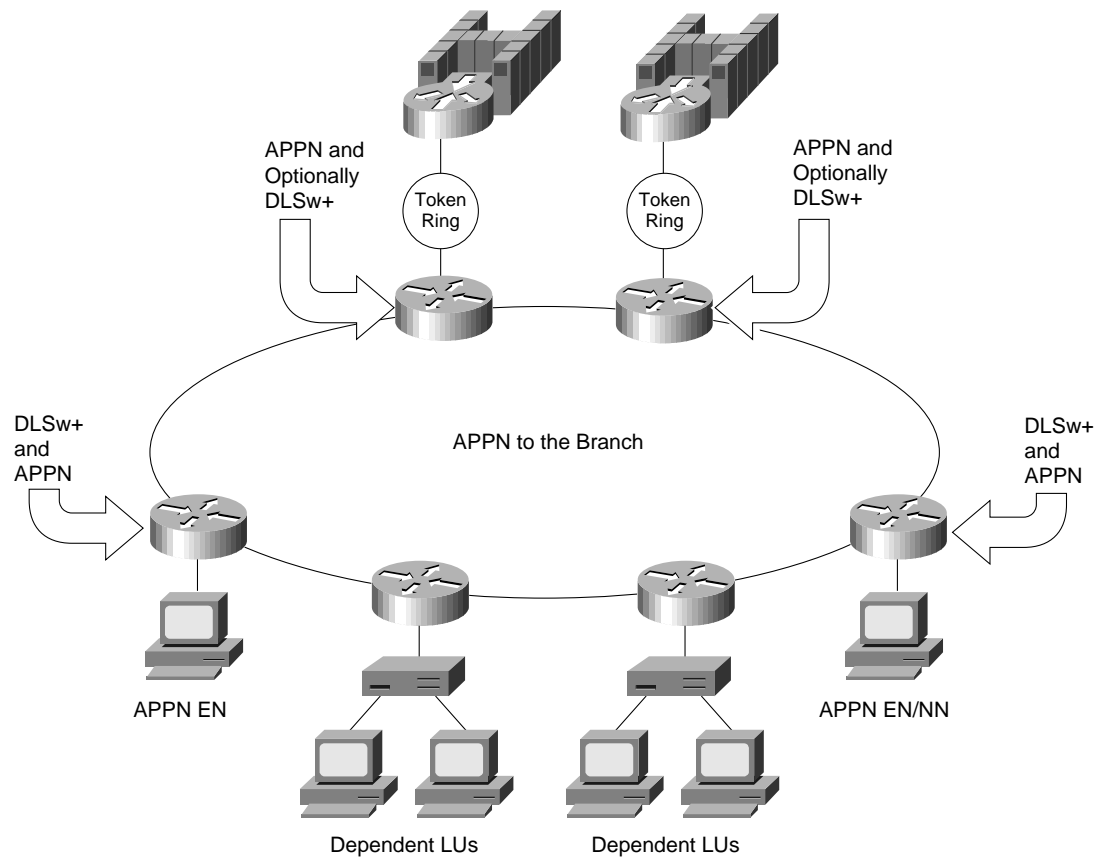 APPN and
Optionally
DLSw+
Token
Ring
Token
Ring
APPN and
Optionally
DLSw+
DLSw+
and
APPN
APPN to the Branch
DLSw+
and
APPN
APPN EN
APPN EN/NN
Dependent LUs
Dependent LUs